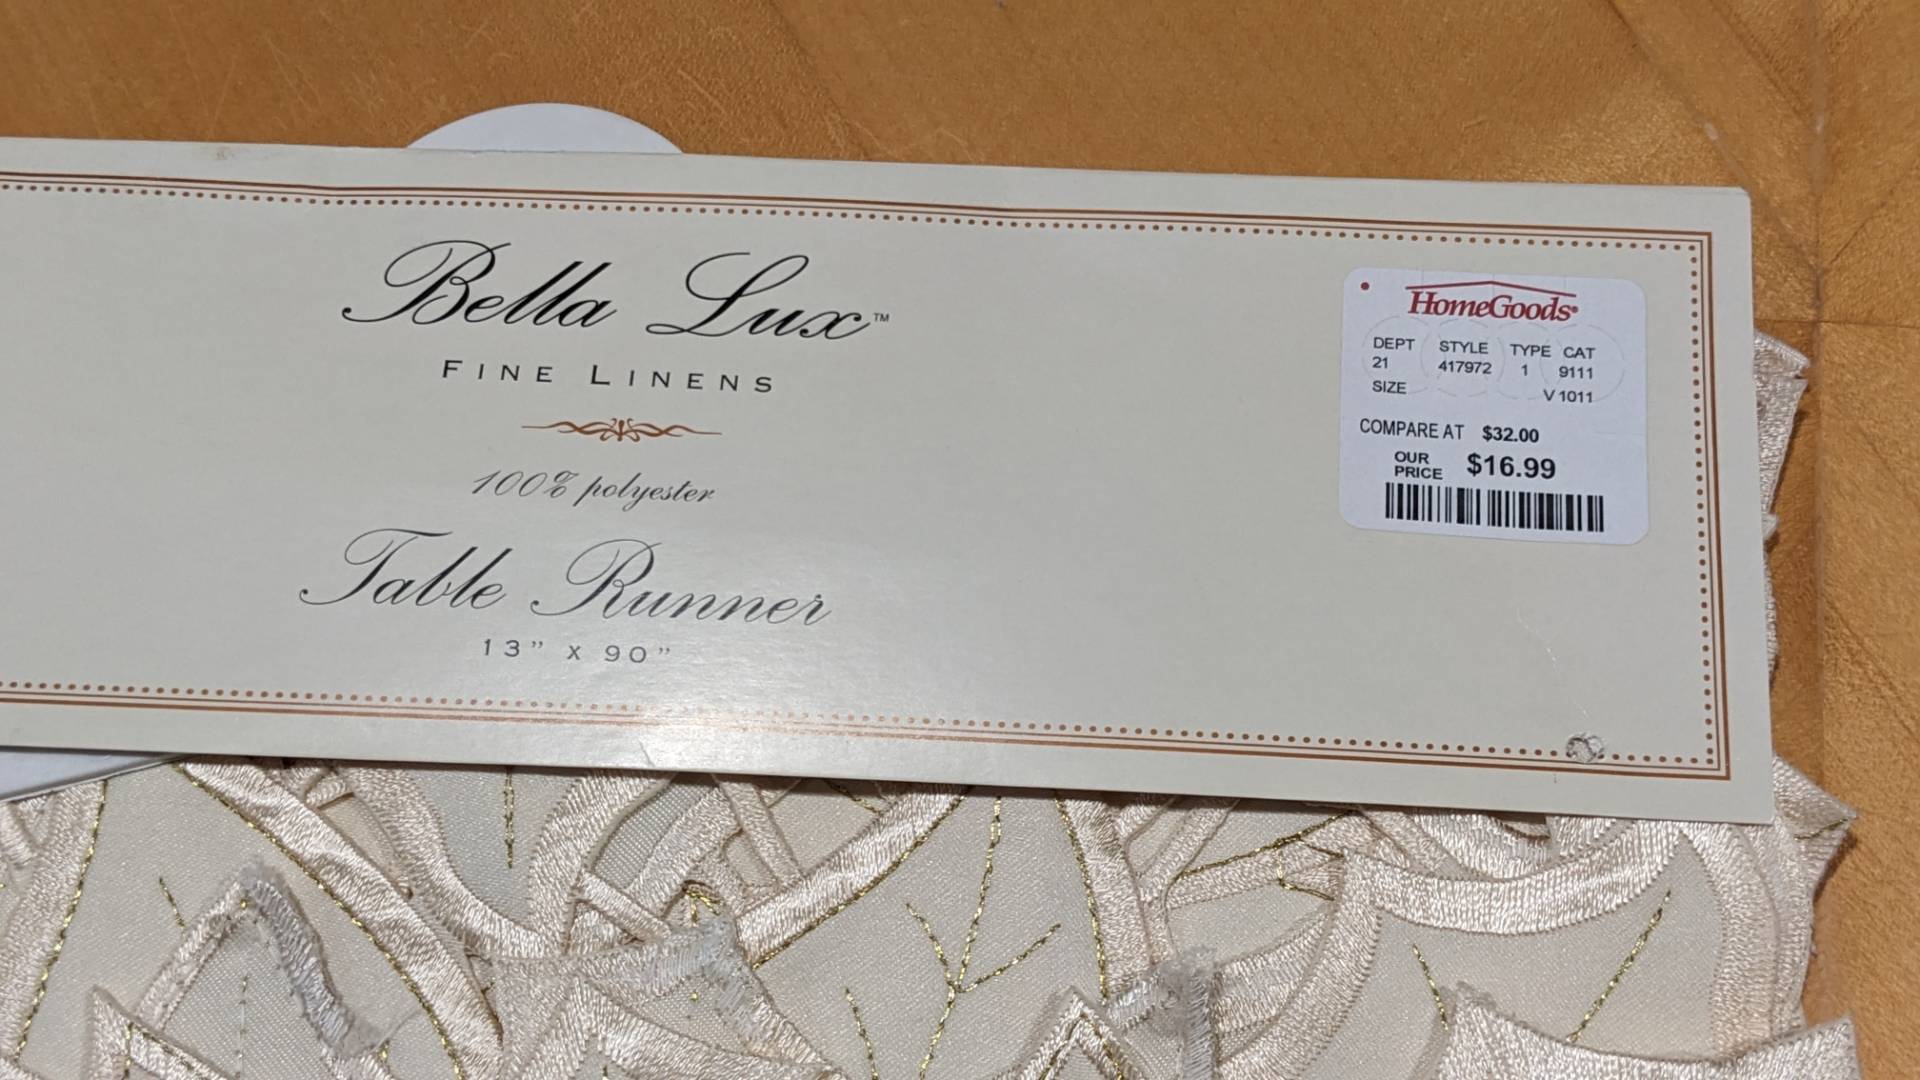 Bella Lux™
FINE LINENS
100% polyester
Table Runner
13” x 90”
HomeGoods®
DEPT STYLE TYPE CAT
21 417972 1 9111
SIZE V 1011
COMPARE AT $32.00
OUR PRICE $16.99